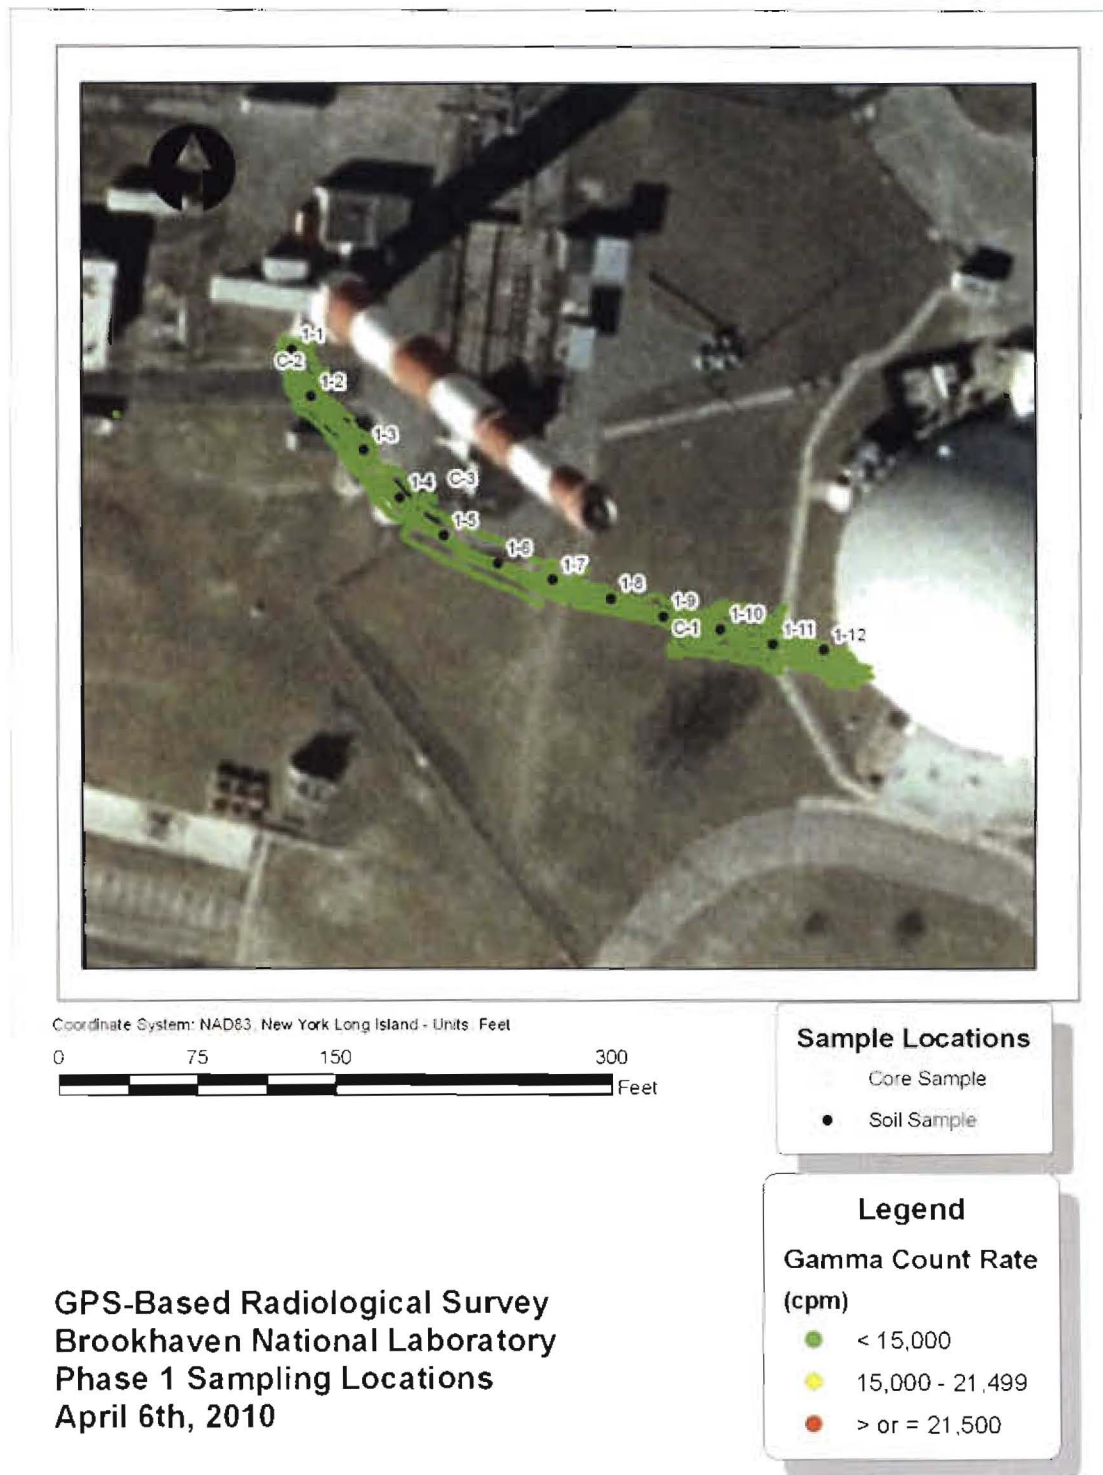 1-1
C-2
1-2
1-3
1-4
C-3
1-5
1-6
1-7
1-8
1-9
C-1
1-10
1-11
1-12
Coordinate System: NAD83, New York Long Island - Units: Feet
0 75 150 300
Feet
Sample Locations
Core Sample
Soil Sample
Legend
Gamma Count Rate
(cpm)
< 15,000
15,000 - 21,499
> or = 21,500
GPS-Based Radiological Survey
Brookhaven National Laboratory
Phase 1 Sampling Locations
April 6th, 2010